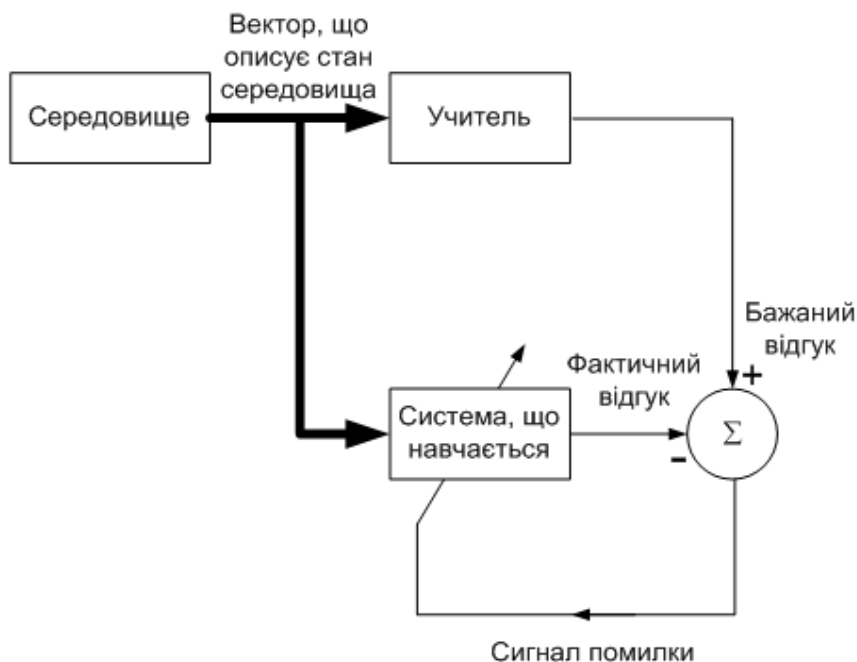 Вектор, що
описує стан
середовища
Середовище
Учитель
Бажаний
відгук
+
Фактичний
відгук
Система, що
навчається
Σ
-
Сигнал помилки